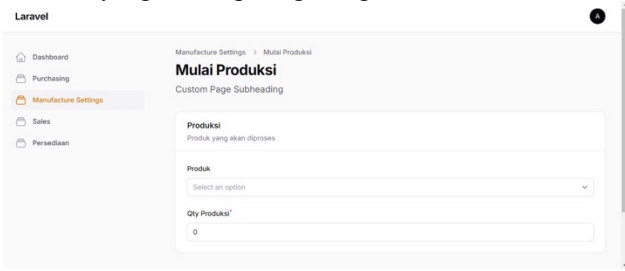 Laravel
A
Dashboard
Purchasing
Manufacture Settings
Sales
Persediaan
Manufacture Settings > Mulai Produksi
Mulai Produksi
Custom Page Subheading
Produksi
Produk yang akan diproses
Produk
Select an option
Qty Produksi*
0